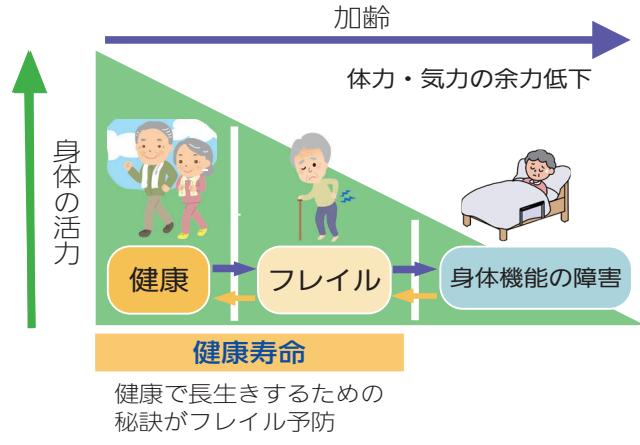 加齢
体力・気力の余力低下
身体の活力
健康
フレイル
身体機能の障害
健康寿命
健康で長生きするための
秘訣がフレイル予防